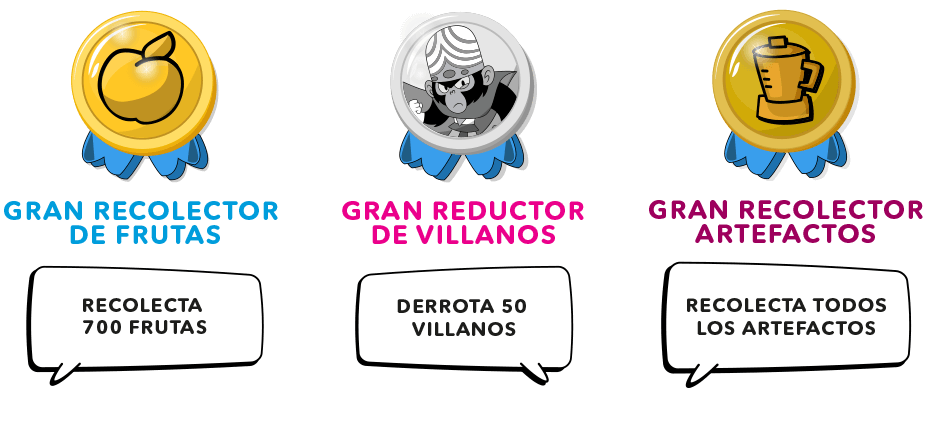 GRAN RECOLECTOR
DE FRUTAS
RECOLECTA
700 FRUTAS
GRAN REDUCTOR
DE VILLANOS
DERROTA 50
VILLANOS
GRAN RECOLECTOR
ARTEFACTOS
RECOLECTA TODOS
LOS ARTEFACTOS